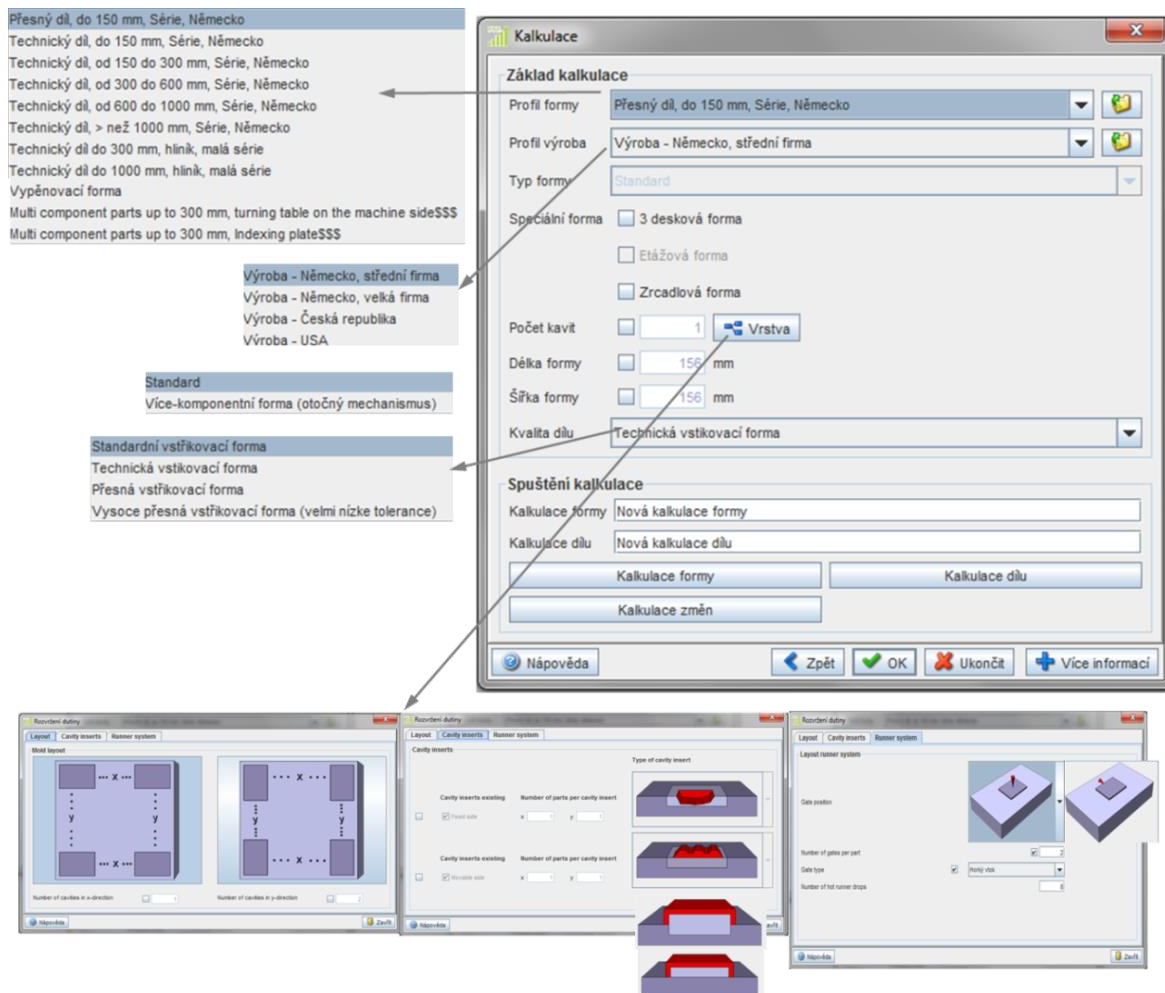 Přesný díl, do 150 mm, Série, Německo
Technický díl, do 150 mm, Série, Německo
Technický díl, od 150 do 300 mm, Série, Německo
Technický díl, od 300 do 600 mm, Série, Německo
Technický díl, od 600 do 1000 mm, Série, Německo
Technický díl, > než 1000 mm, Série, Německo
Technický díl do 300 mm, hliník, malá série
Technický díl do 1000 mm, hliník, malá série
Vypěnovací forma
Multi component parts up to 300 mm, turning table on the machine side$$$
Multi component parts up to 300 mm, Indexing plate$$$
Výroba - Německo, střední firma
Výroba - Německo, velká firma
Výroba - Česká republika
Výroba - USA
Standard
Více-komponentní forma (otočný mechanismus)
Standardní vstřikovací forma
Technická vstikovací forma
Přesná vstřikovací forma
Vysoce přesná vstřikovací forma (velmi nízke tolerance)
Kalkulace
Základ kalkulace
Profil formy Přesný díl, do 150 mm, Série, Německo
Profil výroba Výroba - Německo, střední firma
Typ formy Standard
Speciální forma 3 desková forma
Etážová forma
Zrcadlová forma
Počet kavit 1 Vrstva
Délka formy 156 mm
Šířka formy 156 mm
Kvalita dílu Technická vstikovací forma
Spuštění kalkulace
Kalkulace formy Nová kalkulace formy
Kalkulace dílu Nová kalkulace dílu
Kalkulace formy Kalkulace dílu
Kalkulace změn
Nápověda Zpět OK Ukončit Více informací
Rozvržení dutiny
Layout Cavity inserts Runner system
Mold layout
... x ... ... x ...
y y y y
... x ... ... x ...
Number of cavities in x-direction 1 Number of cavities in y-direction 2
Nápověda Zavřít
Rozvržení dutiny
Layout Cavity inserts Runner system
Cavity inserts
Type of cavity insert
Cavity inserts existing Number of parts per cavity insert
Fixed side x 1 y 1
Cavity inserts existing Number of parts per cavity insert
Movable side x 1 y 1
Nápověda
Rozvržení dutiny
Layout Cavity inserts Runner system
Layout runner system
Gate position
Number of gates per part 2
Gate type Horký vtok
Number of hot runner drops
Nápověda Zavřít